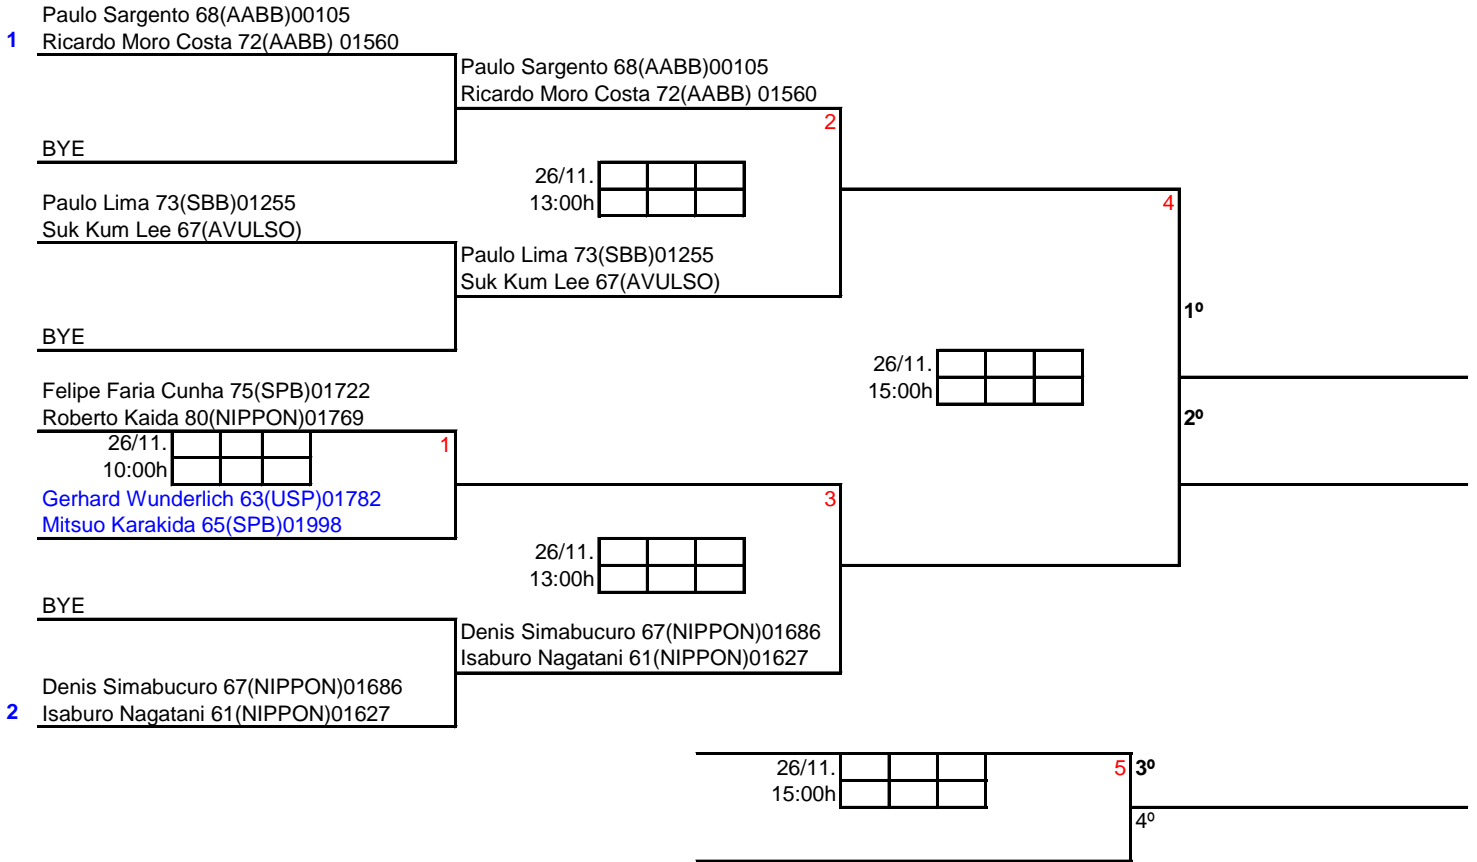 Paulo Sargento 68(AABB)00105
1 Ricardo Moro Costa 72(AABB) 01560
Paulo Sargento 68(AABB)00105
Ricardo Moro Costa 72(AABB) 01560
2
BYE
26/11.
13:00h
Paulo Lima 73(SBB)01255
Suk Kum Lee 67(AVULSO)
4
Paulo Lima 73(SBB)01255
Suk Kum Lee 67(AVULSO)
1º
BYE
26/11.
15:00h
Felipe Faria Cunha 75(SPB)01722
Roberto Kaida 80(NIPPON)01769
2º
26/11.
10:00h
1
Gerhard Wunderlich 63(USP)01782
Mitsuo Karakida 65(SPB)01998
3
26/11.
13:00h
BYE
Denis Simabucuro 67(NIPPON)01686
Isaburo Nagatani 61(NIPPON)01627
Denis Simabucuro 67(NIPPON)01686
2 Isaburo Nagatani 61(NIPPON)01627
26/11.
15:00h
5 3º
4º